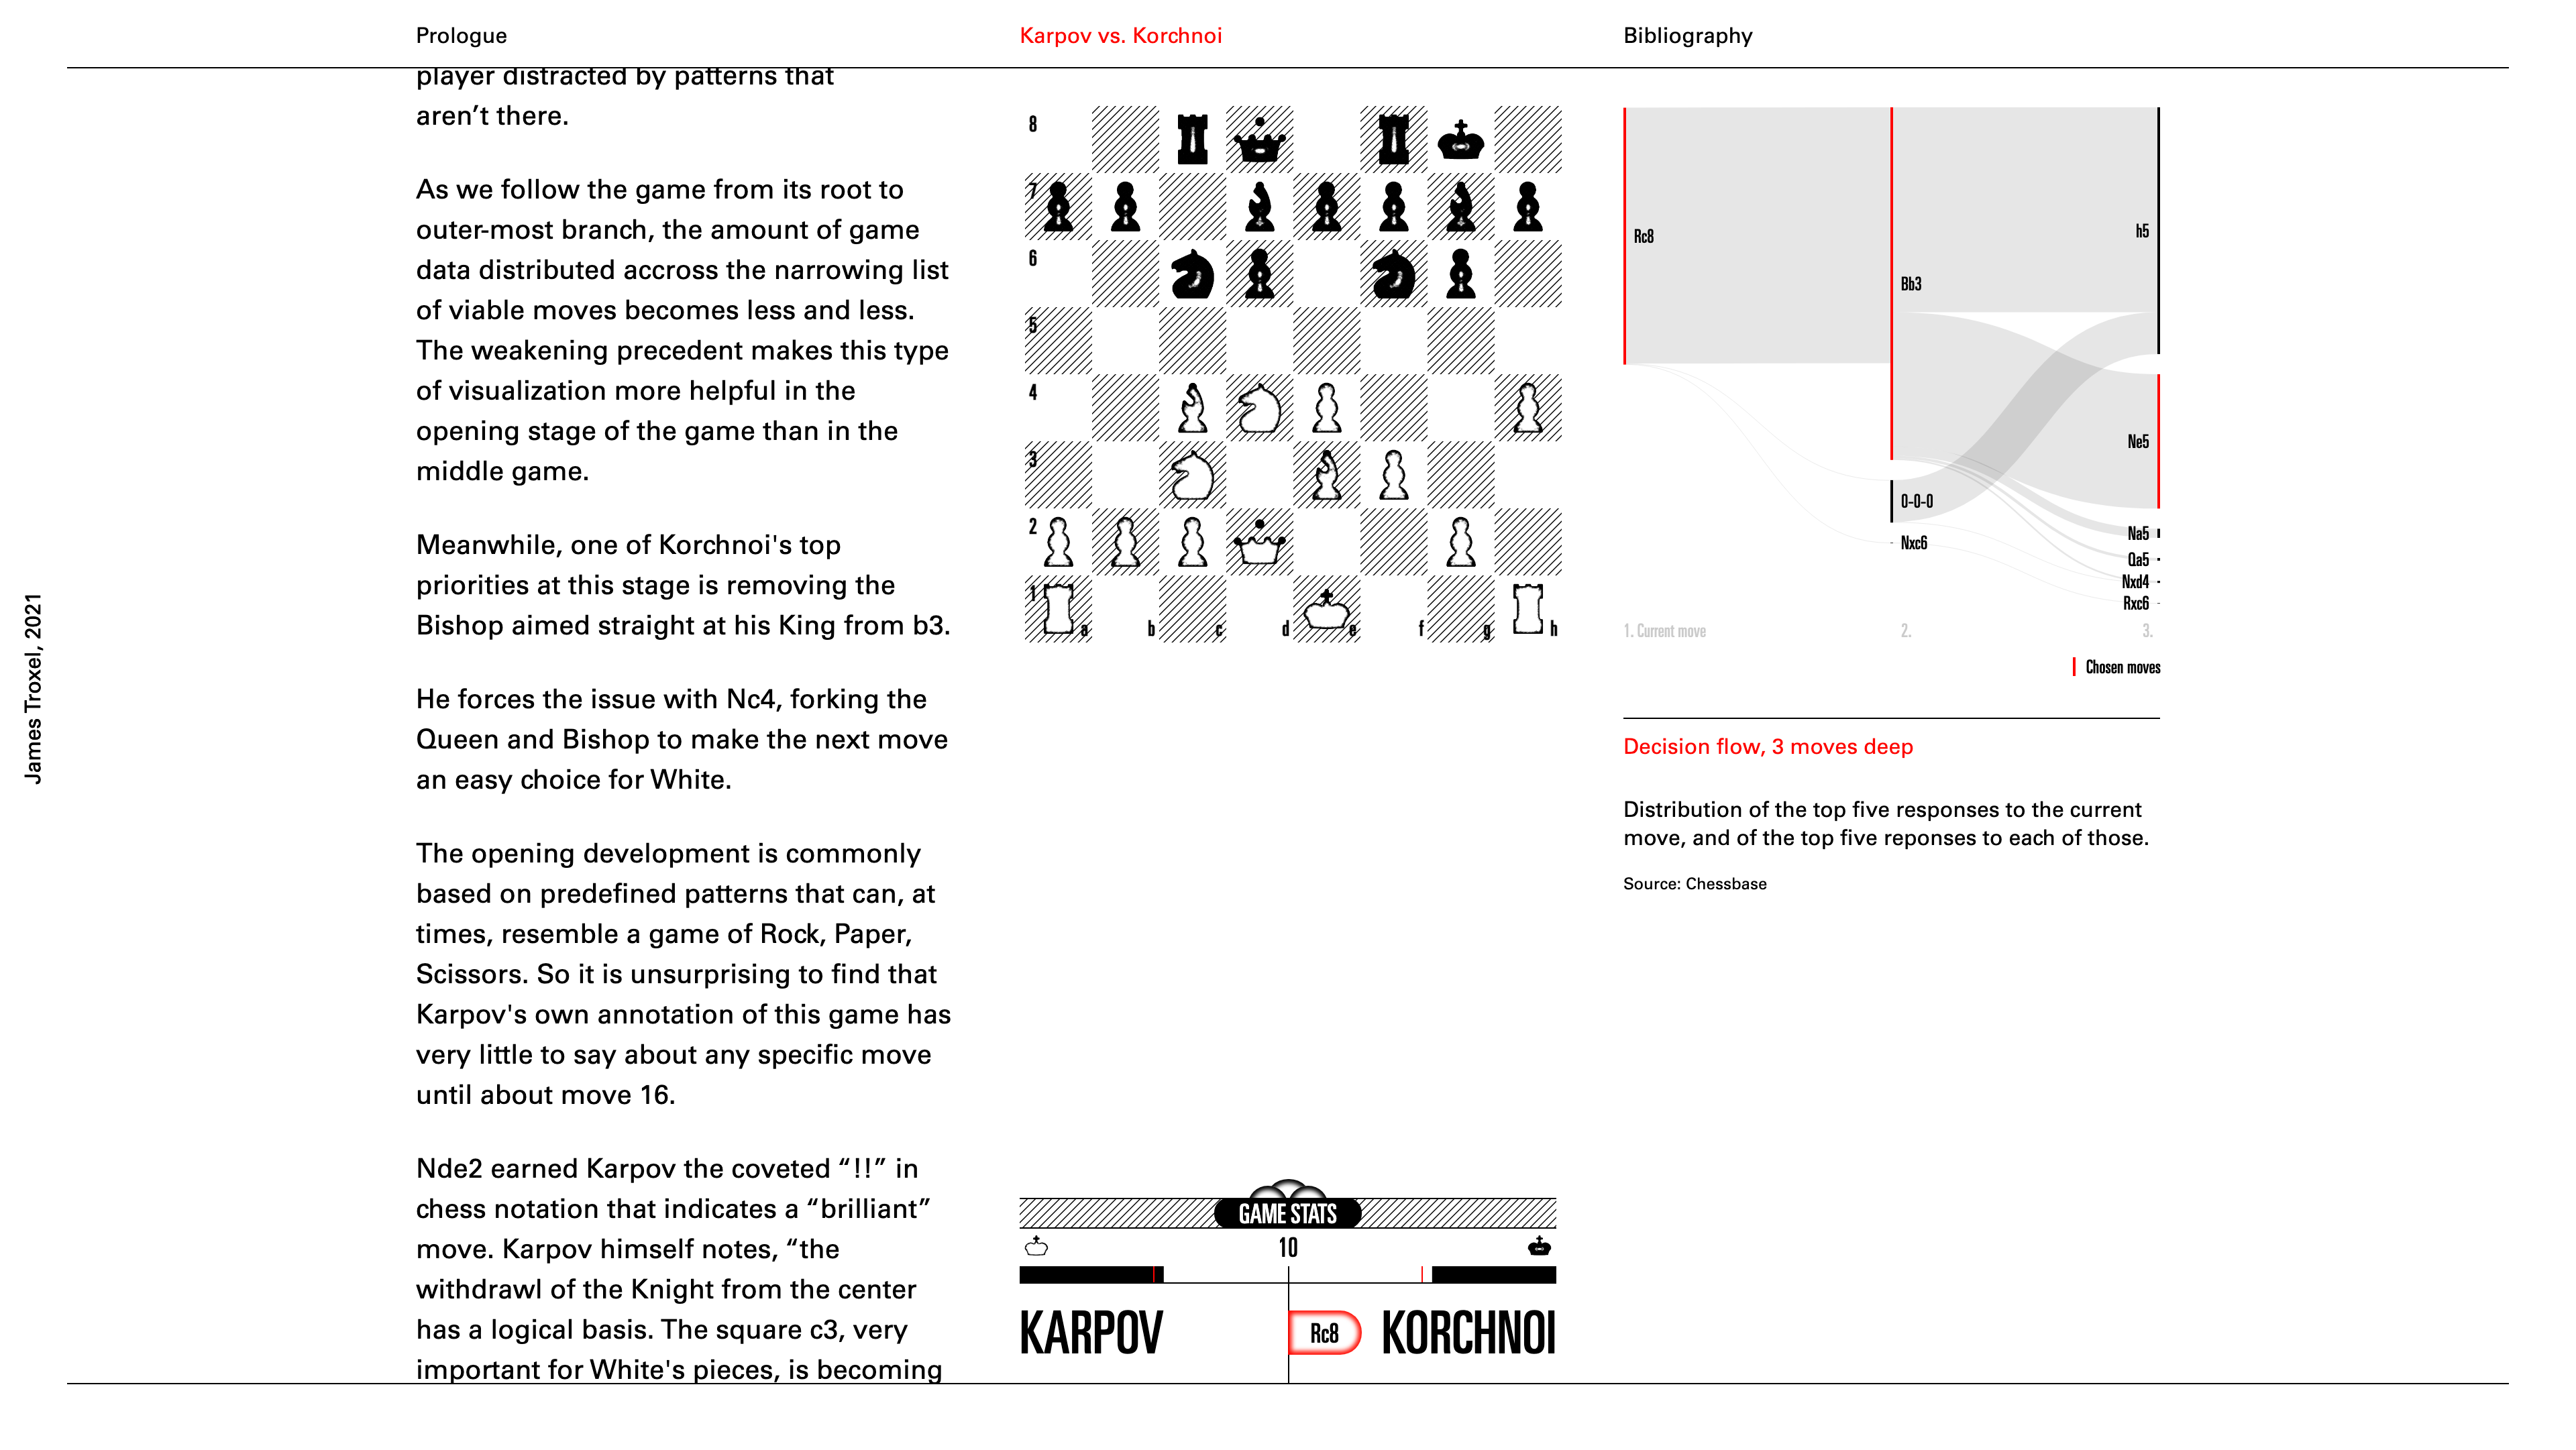 Prologue
Karpov vs. Korchnoi
Bibliography
James Troxel, 2021
player distracted by patterns that
aren’t there.
As we follow the game from its root to
outer-most branch, the amount of game
data distributed accross the narrowing list
of viable moves becomes less and less.
The weakening precedent makes this type
of visualization more helpful in the
opening stage of the game than in the
middle game.
Meanwhile, one of Korchnoi's top
priorities at this stage is removing the
Bishop aimed straight at his King from b3.
He forces the issue with Nc4, forking the
Queen and Bishop to make the next move
an easy choice for White.
The opening development is commonly
based on predefined patterns that can, at
times, resemble a game of Rock, Paper,
Scissors. So it is unsurprising to find that
Karpov's own annotation of this game has
very little to say about any specific move
until about move 16.
Nde2 earned Karpov the coveted “!!” in
chess notation that indicates a “brilliant”
move. Karpov himself notes, “the
withdrawl of the Knight from the center
has a logical basis. The square c3, very
important for White's pieces, is becoming
8
7
6
5
4
3
2
1
a b c d e f g h
GAME STATS
10
KARPOV
Rc8
KORCHNOI
Rc8
Bb3
0-0-0
Nxc6
h5
Ne5
Na5
Qa5
Nxd4
Rxc6
1. Current move
2.
3.
Chosen moves
Decision flow, 3 moves deep
Distribution of the top five responses to the current
move, and of the top five reponses to each of those.
Source: Chessbase